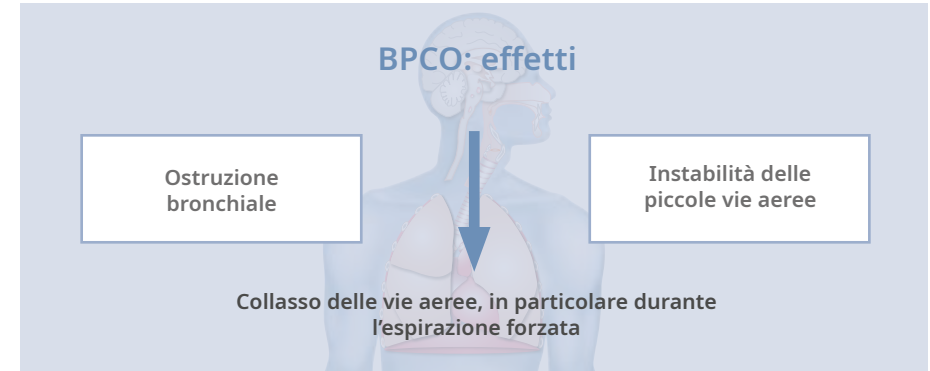 BPCO: effetti
Ostruzione
bronchiale
Instabilità delle
piccole vie aeree
Collasso delle vie aeree, in particolare durante
l’espirazione forzata